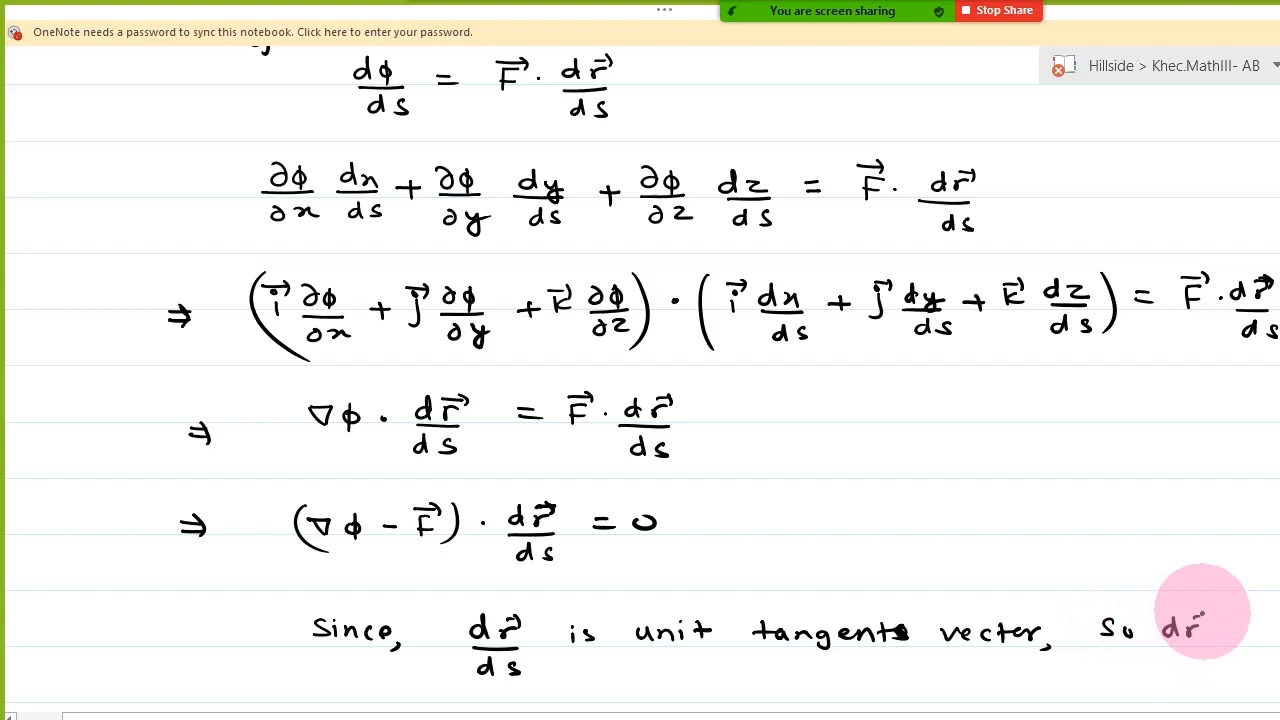 You are screen sharing Stop Share
OneNote needs a password to sync this notebook. Click here to enter your password.
Hillside > Khec.MathIII- AB
dϕ/ds = F⃗ · dr⃗/ds
∂ϕ/∂x dx/ds + ∂ϕ/∂y dy/ds + ∂ϕ/∂z dz/ds = F⃗ · dr⃗/ds
⇒ (i⃗ ∂ϕ/∂x + j⃗ ∂ϕ/∂y + k⃗ ∂ϕ/∂z) · (i⃗ dx/ds + j⃗ dy/ds + k⃗ dz/ds) = F⃗ · dr⃗/ds
⇒ ∇ϕ · dr⃗/ds = F⃗ · dr⃗/ds
⇒ (∇ϕ - F⃗) · dr⃗/ds = 0
Since, dr⃗/ds is unit tangents vecter, so dr⃗